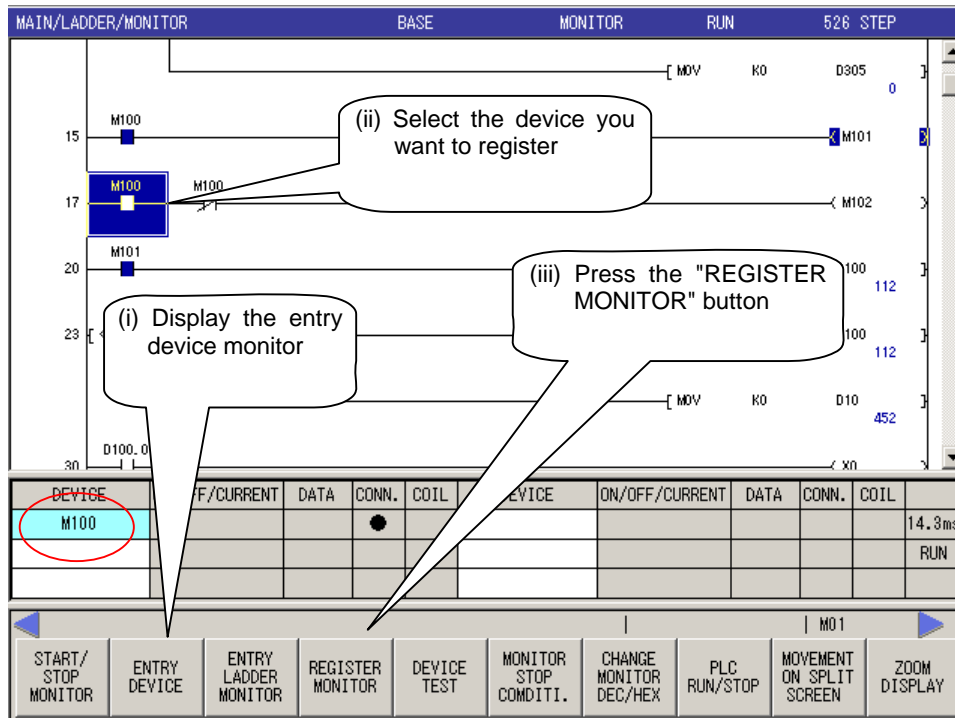 MAIN/LADDER/MONITOR BASE MONITOR RUN 526 STEP
MOV K0 D305
0
M100
15 M101
(ii) Select the device you
want to register
M100 M100
17 M102
M101
20 100
112
(iii) Press the "REGISTER
MONITOR" button
(i) Display the entry
device monitor
23 100
112
MOV K0 D10
452
D100.0
30 X0
DEVICE FF/CURRENT DATA CONN. COIL EVICE ON/OFF/CURRENT DATA CONN. COIL
M100 ● 14.3ms
RUN
M01
START/
STOP
MONITOR
ENTRY
DEVICE
ENTRY
LADDER
MONITOR
REGISTER
MONITOR
DEVICE
TEST
MONITOR
STOP
COMDITI.
CHANGE
MONITOR
DEC/HEX
PLC
RUN/STOP
MOVEMENT
ON SPLIT
SCREEN
ZOOM
DISPLAY